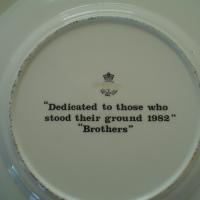 "Dedicated to those who
stood their ground 1982"
"Brothers"